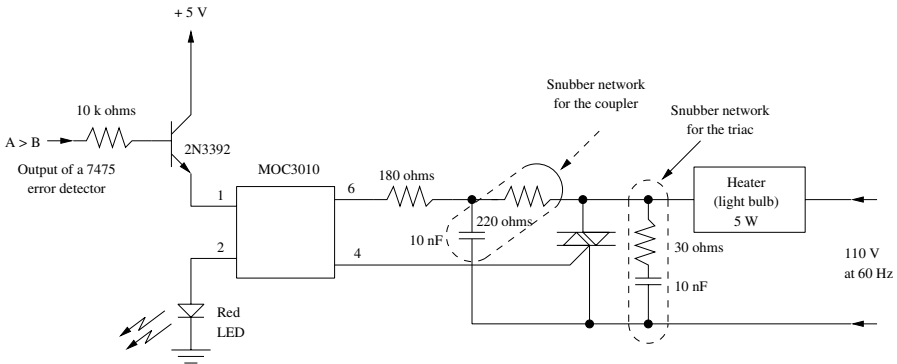 + 5 V
10 k ohms
A > B
2N3392
Output of a 7475
error detector
MOC3010
1
2
6
4
Red
LED
180 ohms
10 nF
220 ohms
Snubber network
for the coupler
Snubber network
for the triac
30 ohms
10 nF
Heater
(light bulb)
5 W
110 V
at 60 Hz